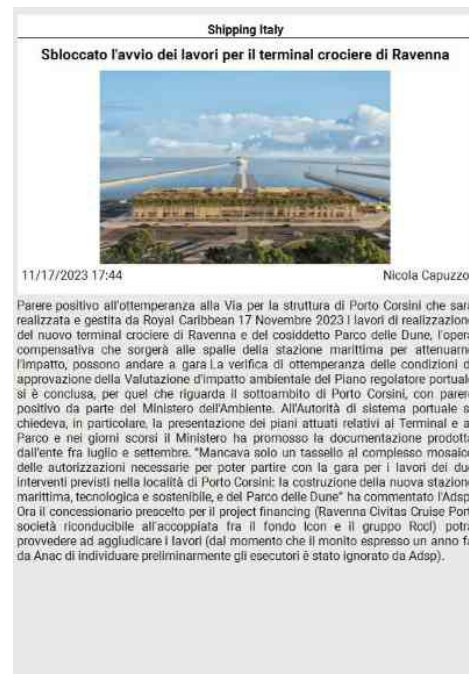 Shipping Italy
Sbloccato l'avvio dei lavori per il terminal crociere di Ravenna
11/17/2023 17:44 Nicola Capuzzo
Parere positivo all'ottemperanza alla Via per la struttura di Porto Corsini che
realizzata e gestita da Royal Caribbean 17 Novembre 2023 I lavori di realizzazione
del nuovo terminal crociere di Ravenna e del cosiddetto Parco delle Dune, l'opera
compensativa che sorgerà alle spalle della stazione marittima per attenuarne
l'impatto, possono andare a gara La verifica di ottemperanza delle condizioni di
approvazione della Valutazione d'impatto ambientale del Piano regolatore
si è conclusa, per quel che riguarda il sottoambito di Porto Corsini, con parere
positivo da parte del Ministero dell'Ambiente. All'Autorità di sistema portuale si
chiedeva, in particolare, la presentazione dei piani attuati relativi al Terminal e al
Parco e nei giorni scorsi il Ministero ha promosso la documentazione prodotta
dall'ente fra luglio e settembre. "Mancava solo un tassello al complesso mosaico
delle autorizzazioni necessarie per poter partire con la gara per i lavori dei due
interventi previsti nella località di Porto Corsini: la costruzione della nuova stazione
marittima, tecnologica e sostenibile, e del Parco delle Dune" ha commentato l'Adsp.
Ora il concessionario prescelto per il project financing (Ravenna Civitas Cruise Port,
società riconducibile all'accoppiata fra il fondo Icon e il gruppo Rccl) potrà
provvedere ad aggiudicare i lavori (dal momento che il monito espresso un anno fa
da Anac di individuare preliminarmente gli esecutori è stato ignorato da Adsp).